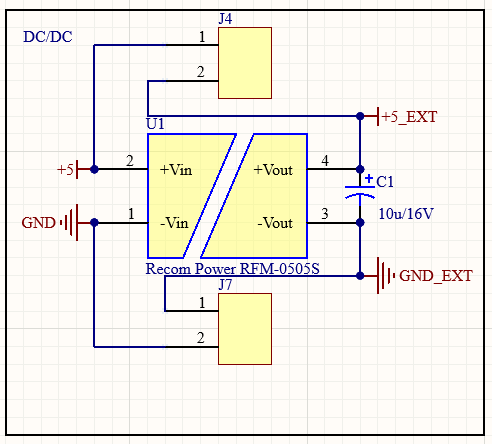 J4
DC/DC
1
2
+5_EXT
U1
+5
2
+Vin
+Vout
4
+
C1
GND
1
-Vin
-Vout
3
10u/16V
Recom Power RFM-0505S
GND_EXT
J7
1
2